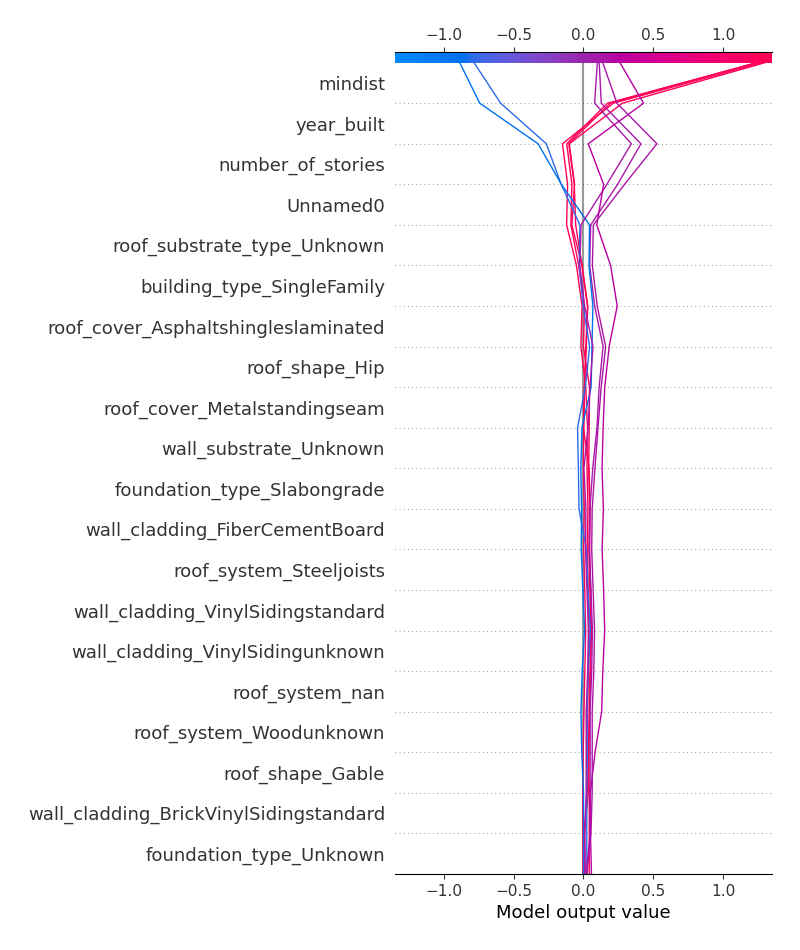 −1.0 −0.5 0.0 0.5 1.0
mindist
year_built
number_of_stories
Unnamed0
roof_substrate_type_Unknown
building_type_SingleFamily
roof_cover_Asphaltshingleslaminated
roof_shape_Hip
roof_cover_Metalstandingseam
wall_substrate_Unknown
foundation_type_Slabongrade
wall_cladding_FiberCementBoard
roof_system_Steeljoists
wall_cladding_VinylSidingstandard
wall_cladding_VinylSidingunknown
roof_system_nan
roof_system_Woodunknown
roof_shape_Gable
wall_cladding_BrickVinylSidingstandard
foundation_type_Unknown
−1.0 −0.5 0.0 0.5 1.0
Model output value